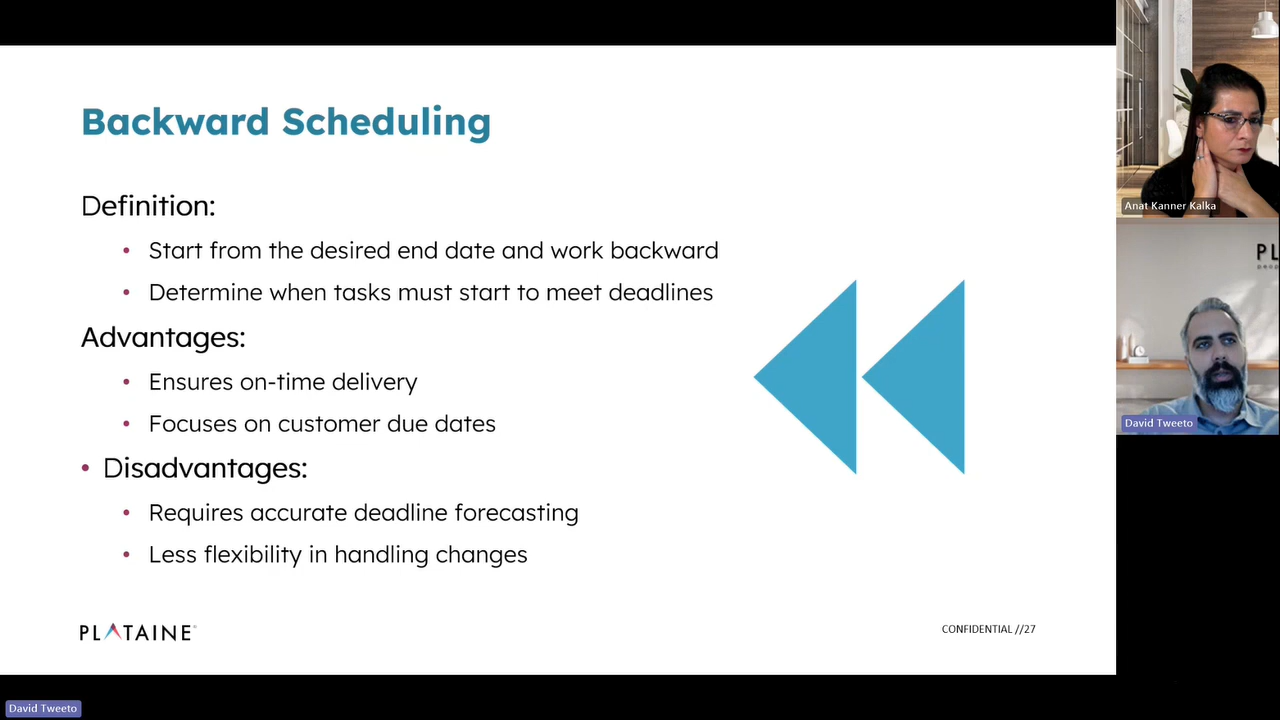 Backward Scheduling
Definition:
• Start from the desired end date and work backward
• Determine when tasks must start to meet deadlines
Advantages:
• Ensures on-time delivery
• Focuses on customer due dates
• Disadvantages:
• Requires accurate deadline forecasting
• Less flexibility in handling changes
PLATAINE
CONFIDENTIAL //27
Anat Kanner Kalka
PL
David Tweeto
David Tweeto